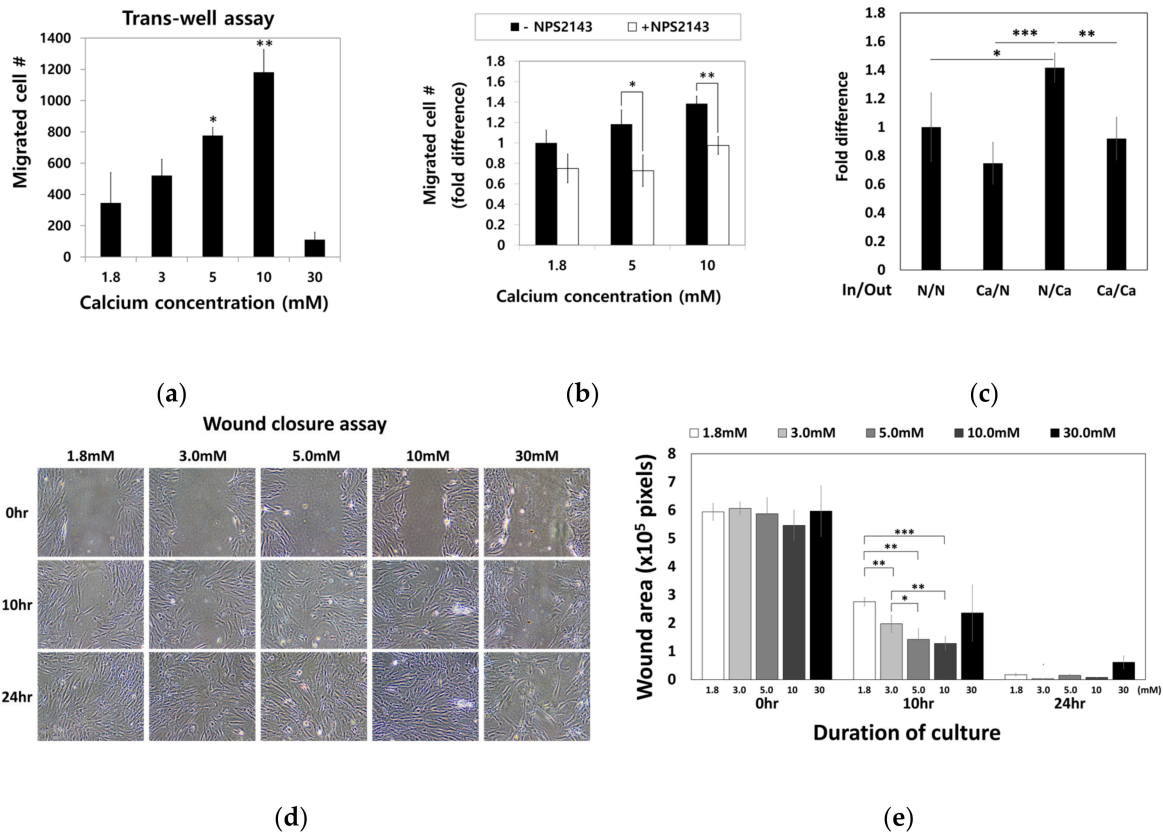 Trans-well assay
Migrated cell #
1400
1200
1000
800
600
400
200
0
*
**
1.8 3 5 10 30
Calcium concentration (mM)
(a)
- NPS2143 +NPS2143
Migrated cell #
(fold difference)
1.8
1.6
1.4
1.2
1
0.8
0.6
0.4
0.2
0
*
**
1.8 5 10
Calcium concentration (mM)
(b)
Fold difference
1.8
1.6
1.4
1.2
1
0.8
0.6
0.4
0.2
0
*** **
*
In/Out N/N Ca/N N/Ca Ca/Ca
(c)
Wound closure assay
1.8mM 3.0mM 5.0mM 10mM 30mM
0hr
10hr
24hr
(d)
1.8mM 3.0mM 5.0mM 10.0mM 30.0mM
Wound area (x10⁵ pixels)
8
7
6
5
4
3
2
1
0
***
**
** **
*
1.8 3.0 5.0 10 30 1.8 3.0 5.0 10 30 1.8 3.0 5.0 10 30 (mM)
0hr 10hr 24hr
Duration of culture
(e)